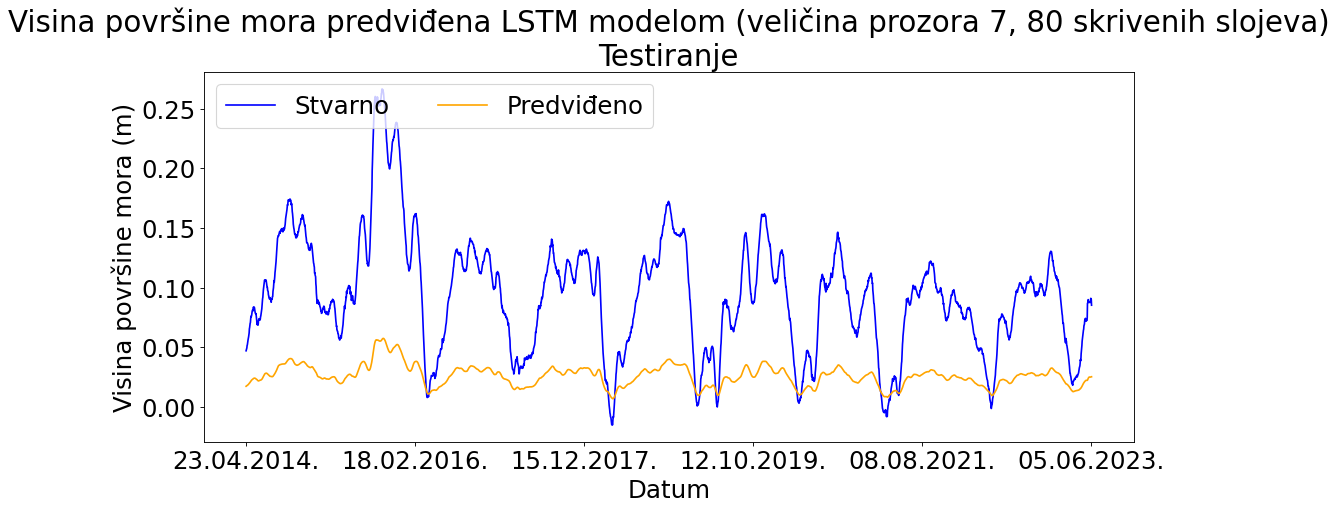 Visina površine mora predviđena LSTM modelom (veličina prozora 7, 80 skrivenih slojeva)
Testiranje
Stvarno
Predviđeno
Visina površine mora (m)
0.25
0.20
0.15
0.10
0.05
0.00
23.04.2014.
18.02.2016.
15.12.2017.
12.10.2019.
08.08.2021.
05.06.2023.
Datum